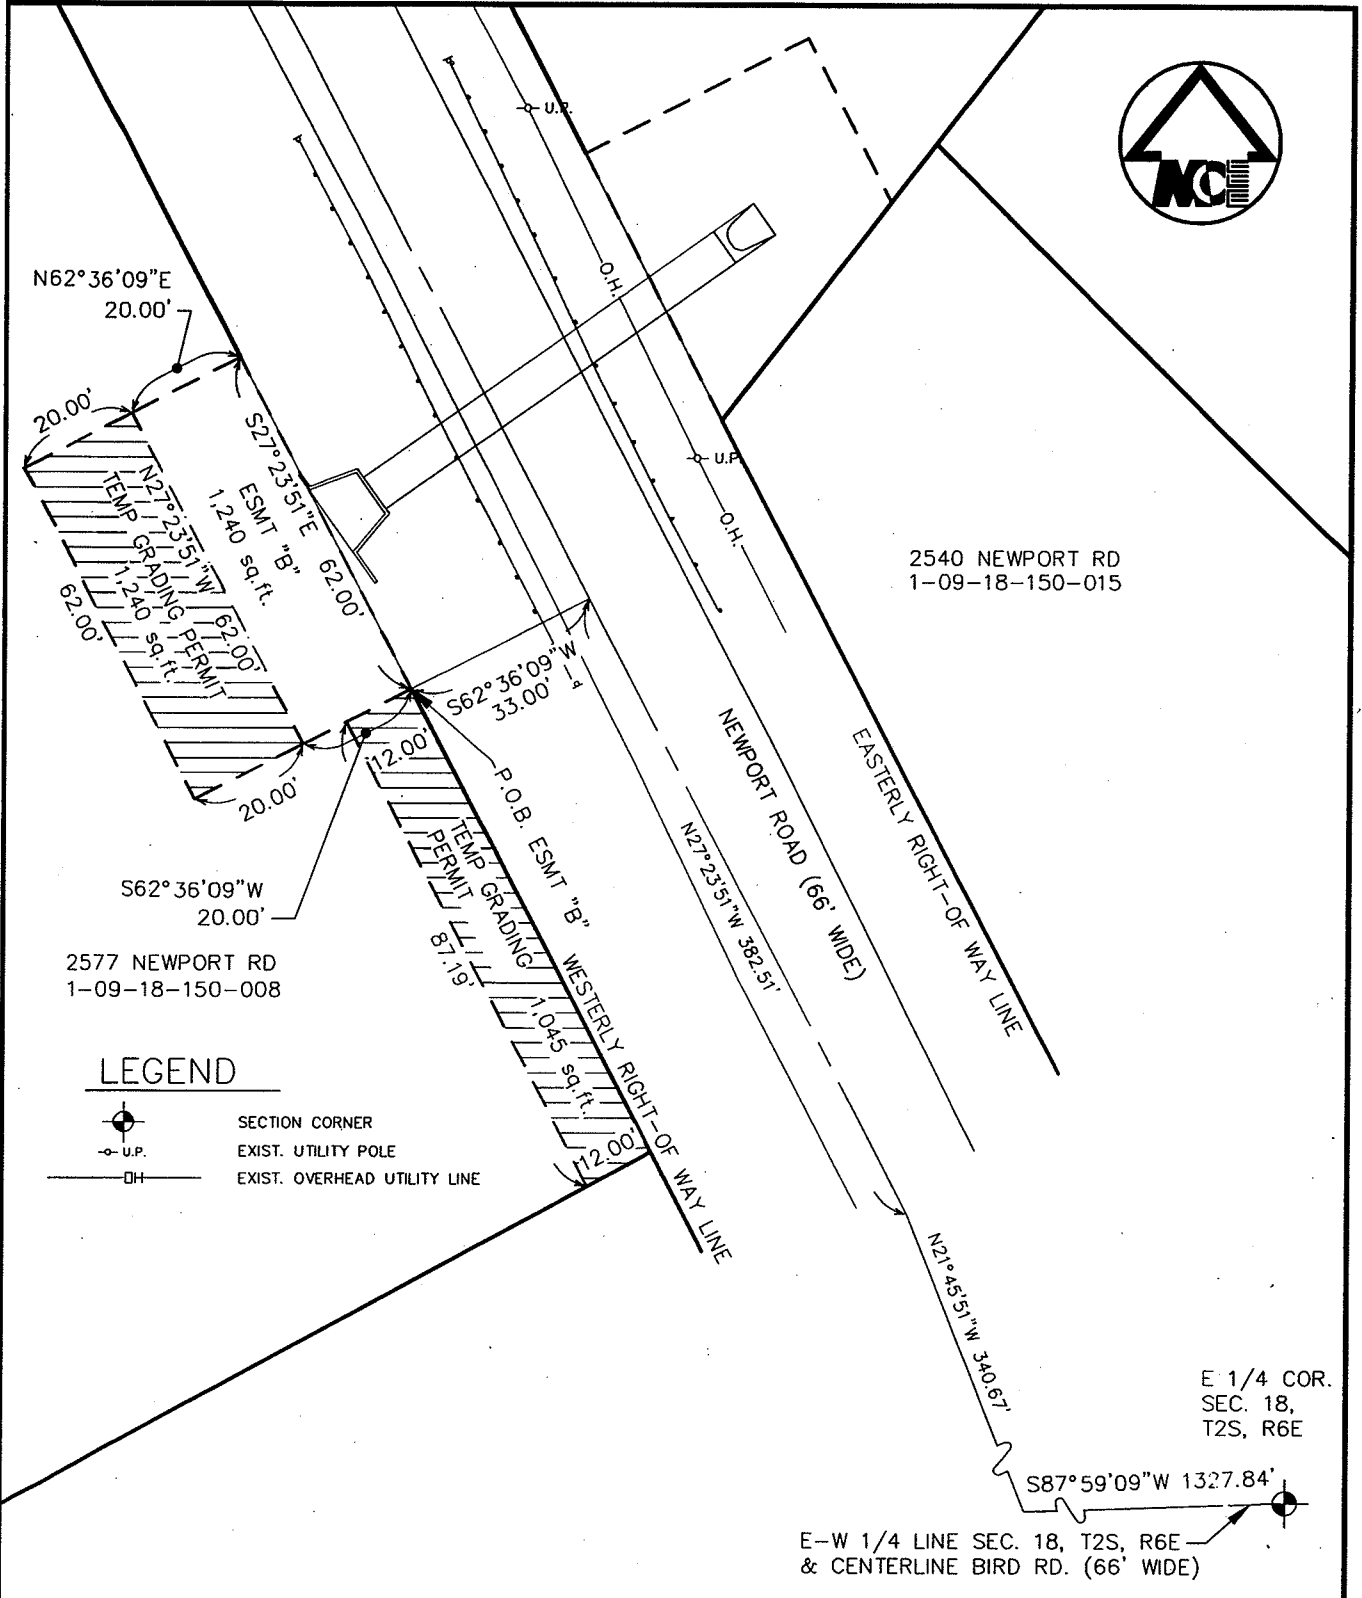 U.P.
MCI
O.H.
N62°36'09"E
20.00'
20.00'
S27°23'51"E 62.00'
ESMT "B"
1,240 sq.ft.
N27°23'51"W 62.00'
TEMP GRADING PERMIT
1,240 sq.ft.
62.00'
U.P.
O.H.
2540 NEWPORT RD
1-09-18-150-015
S62°36'09"W
33.00'
12.00'
20.00'
P.O.B. ESMT "B"
NEWPORT ROAD (66' WIDE)
EASTERLY RIGHT-OF WAY LINE
N27°23'51"W 382.51'
S62°36'09"W
20.00'
TEMP GRADING
PERMIT
87.19'
1,045 sq.ft.
WESTERLY RIGHT-OF WAY LINE
2577 NEWPORT RD
1-09-18-150-008
12.00'
LEGEND
SECTION CORNER
U.P.
EXIST. UTILITY POLE
OH
EXIST. OVERHEAD UTILITY LINE
N21°45'51"W 340.67'
E 1/4 COR.
SEC. 18,
T2S, R6E
S87°59'09"W 1327.84'
E-W 1/4 LINE SEC. 18, T2S, R6E
& CENTERLINE BIRD RD. (66' WIDE)